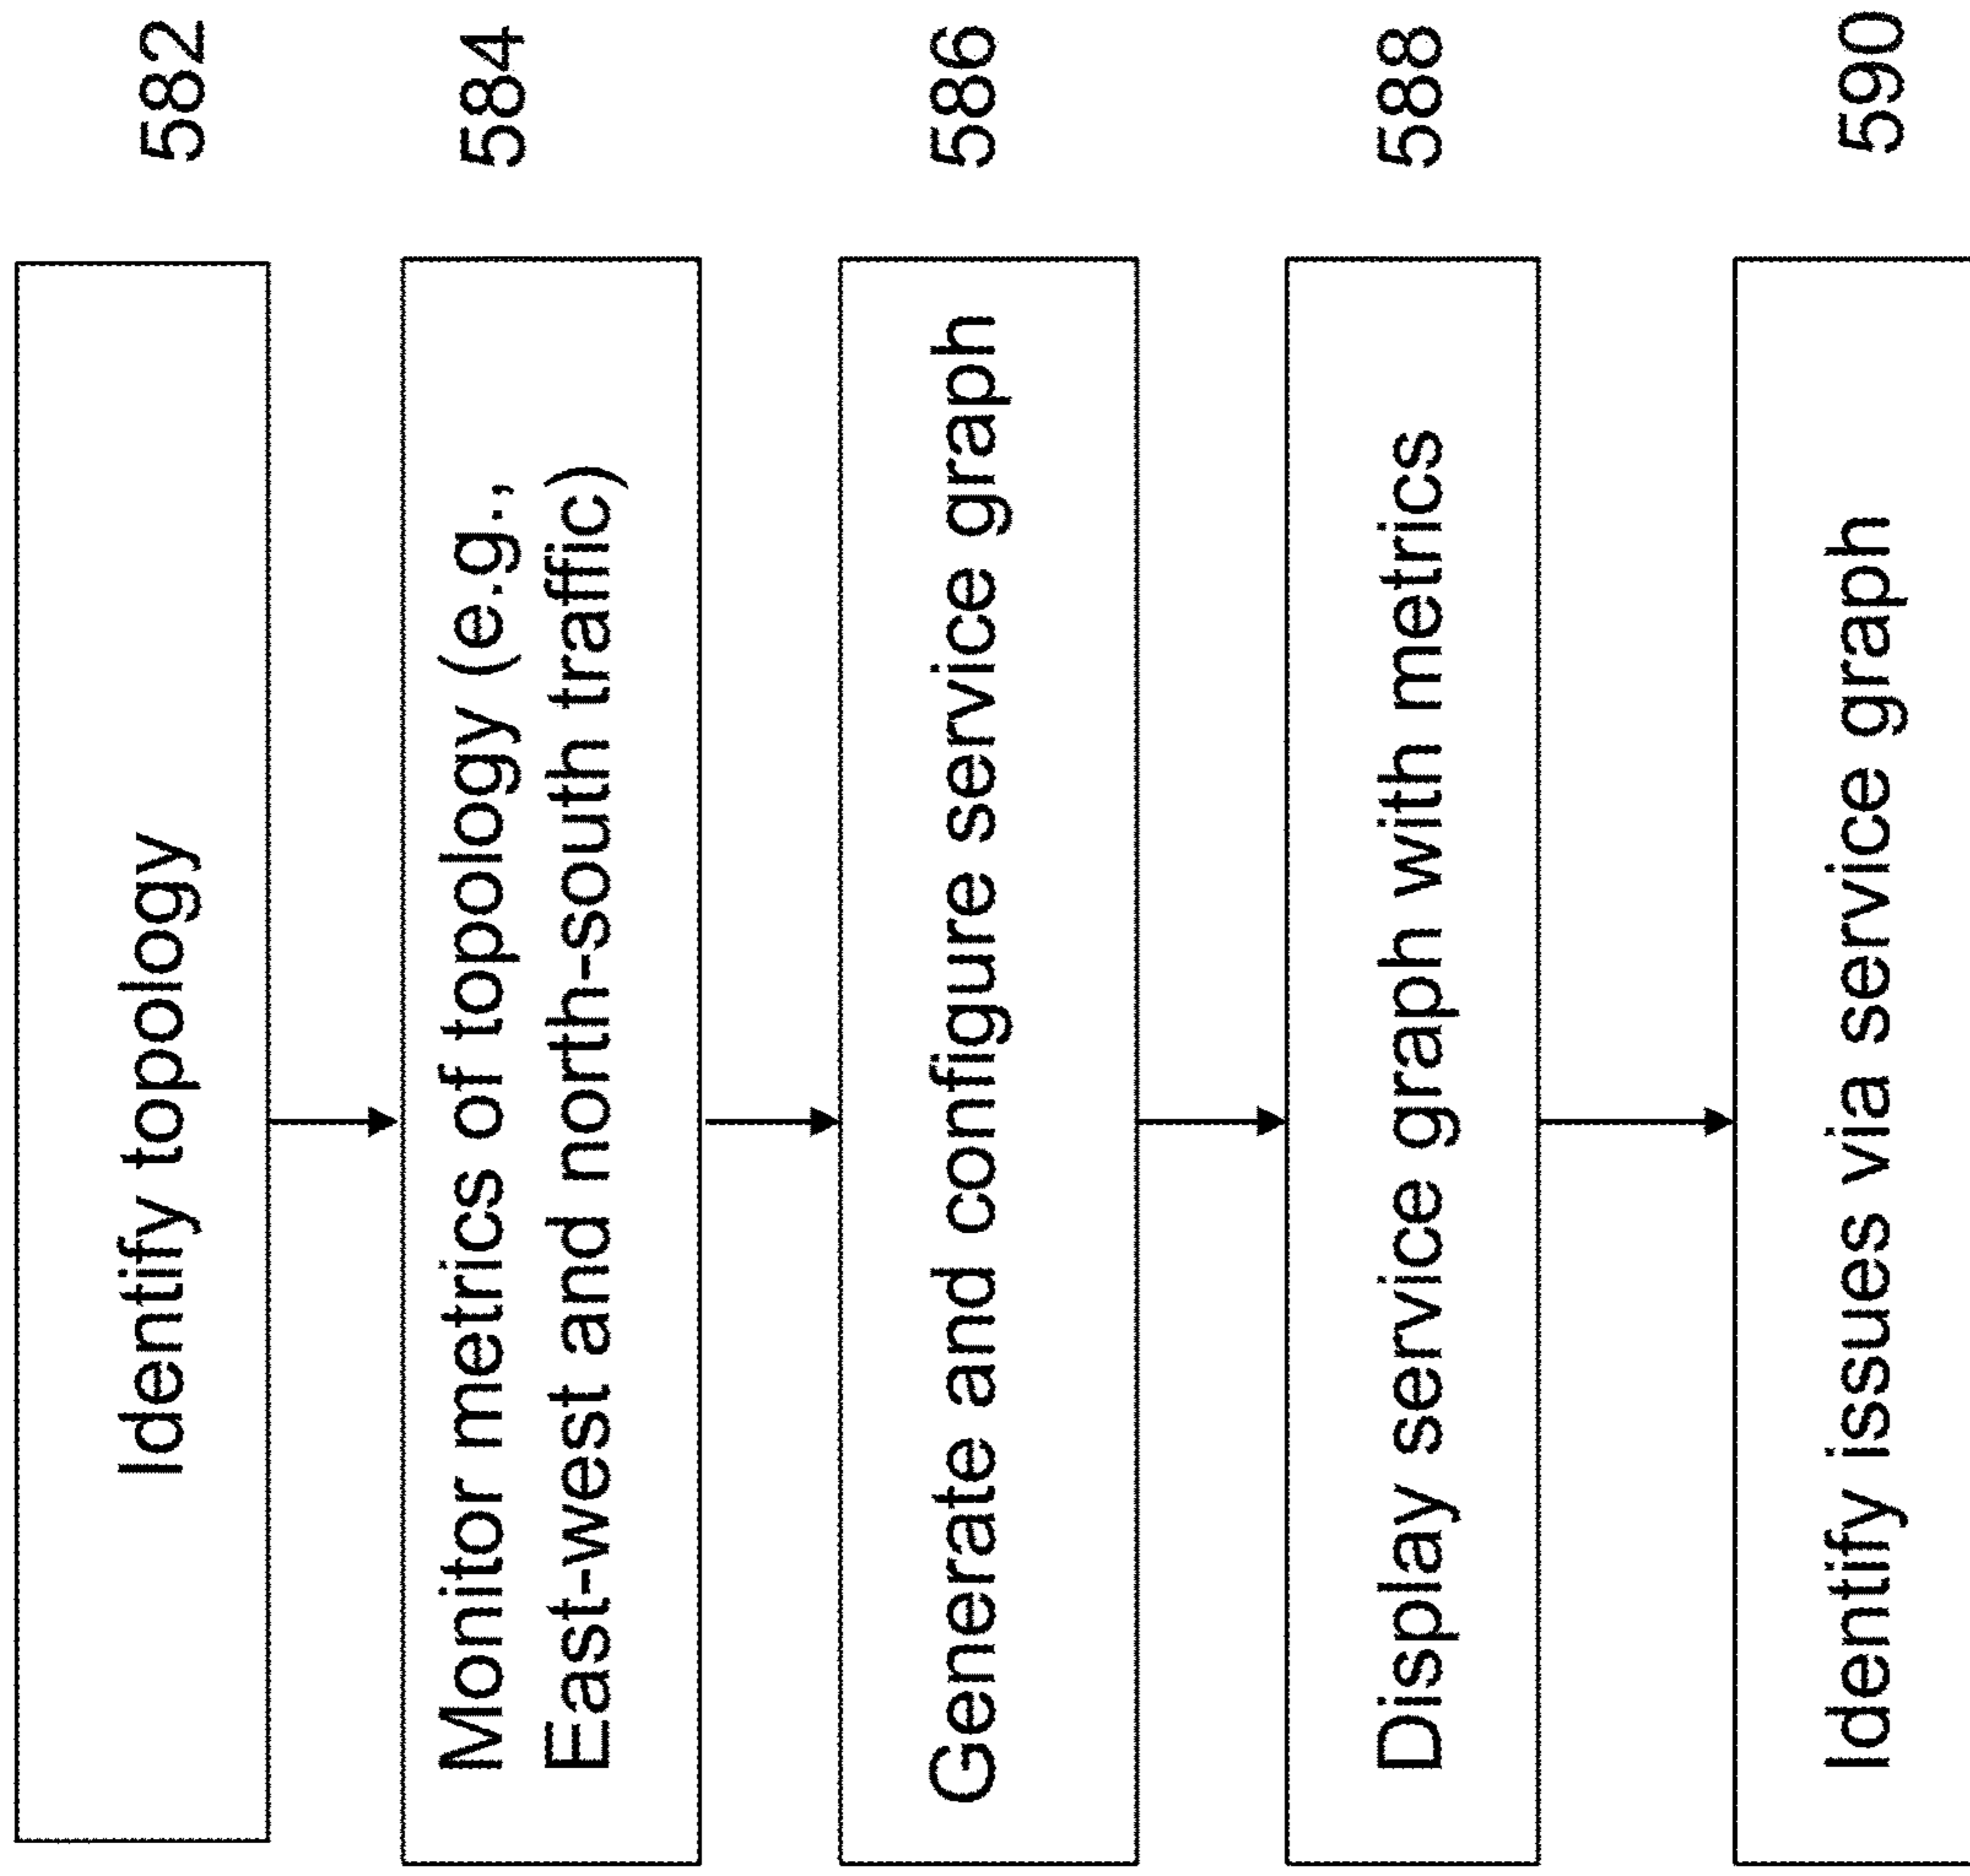 Identify topology
582
Monitor metrics of topology (e.g.,
East-west and north-south traffic)
584
Generate and configure service graph
586
Display service graph with metrics
588
Identify issues via service graph
590